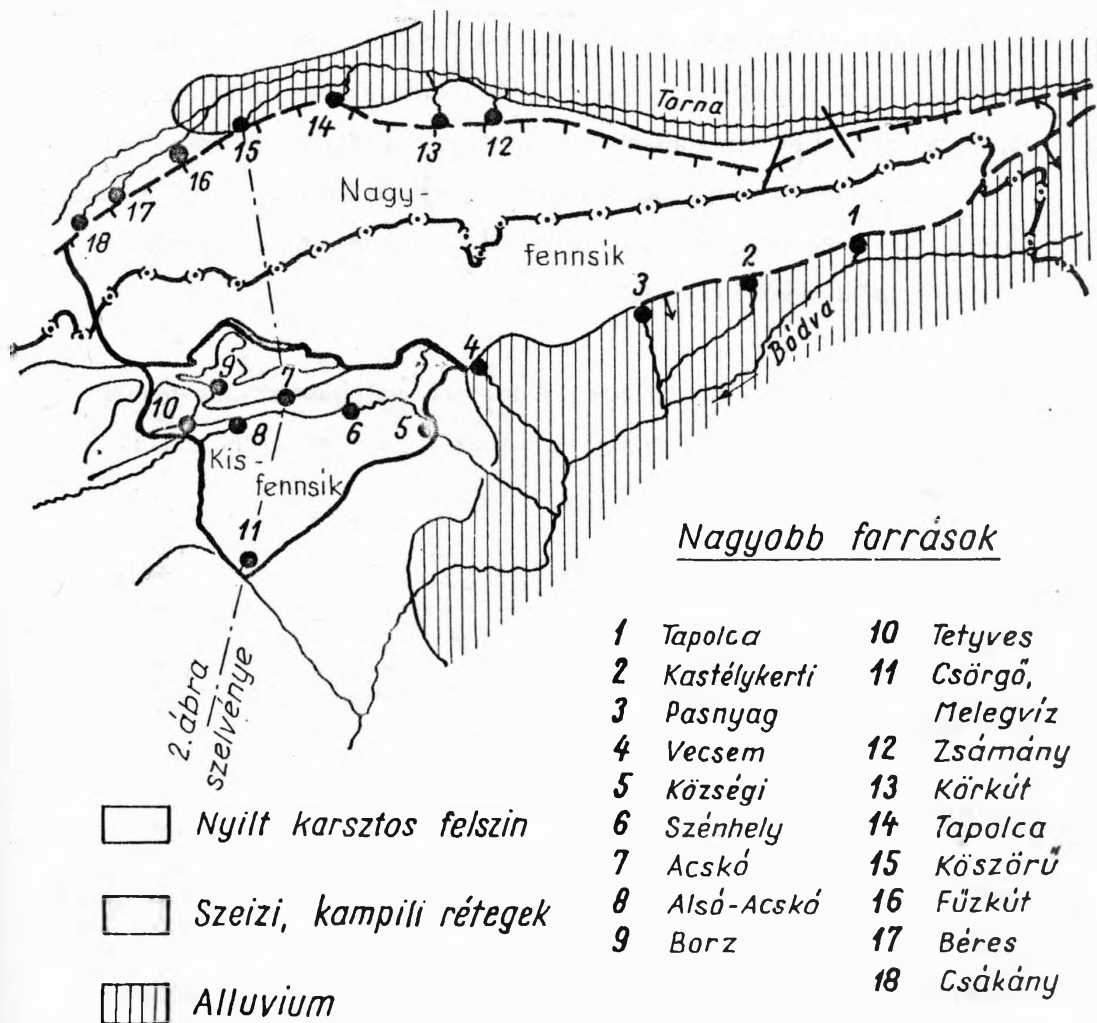 Torna
14
15
13
12
16
Nagy-
17
18
1
fennsík
2
3
Bódva
4
9
7
10
8
6
5
Kis-
fennsík
11
2. ábra
szelvénye
Nagyobb források
1 Tapolca
2 Kastélykerti
3 Pasnyag
4 Vecsem
5 Községi
6 Szénhely
7 Acskó
8 Alsó-Acskó
9 Borz
10 Tetyves
11 Csörgő,
Melegvíz
12 Zsámány
13 Körkút
14 Tapolca
15 Köszörű
16 Fűzkút
17 Béres
18 Csákány
Nyilt karsztos felszin
Szeizi, kampili rétegek
Alluvium